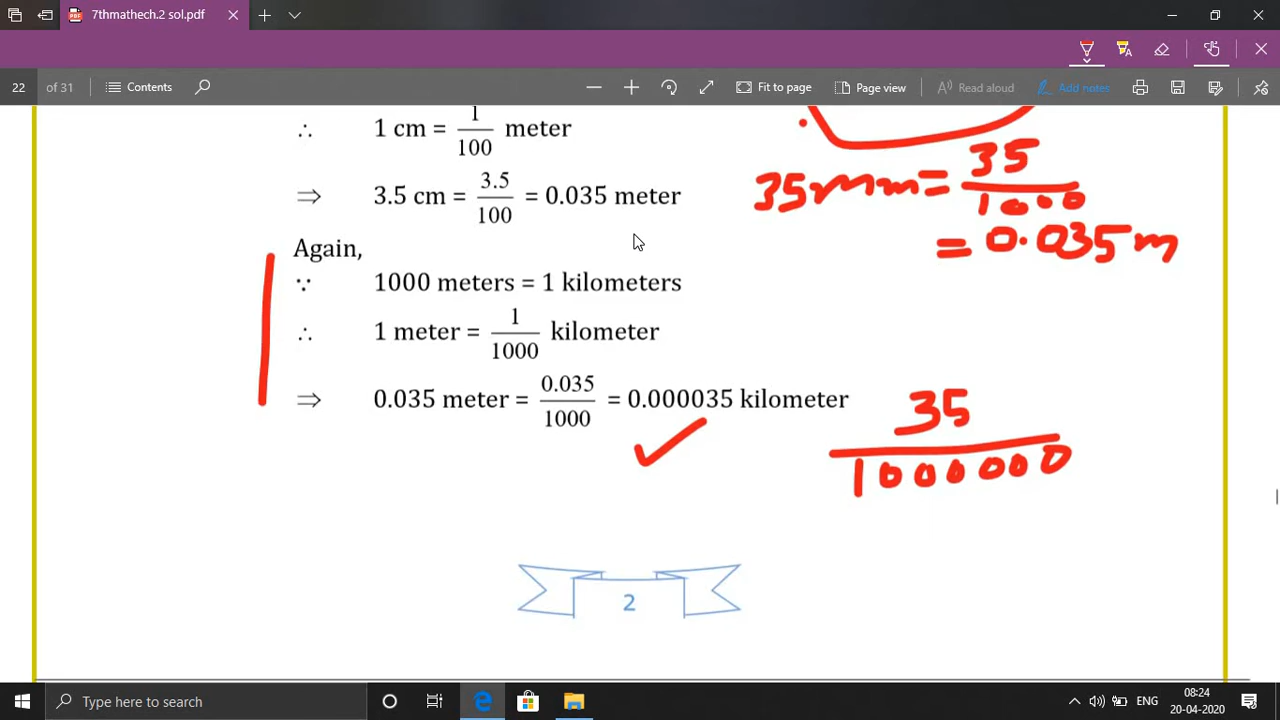 7thmathech.2 sol.pdf
22 of 31 Contents Fit to page Page view Read aloud Add notes
∴ 1 cm = 1/100 meter
⇒ 3.5 cm = 3.5/100 = 0.035 meter
35mm = 35/1000
= 0.035m
Again,
∵ 1000 meters = 1 kilometers
∴ 1 meter = 1/1000 kilometer
⇒ 0.035 meter = 0.035/1000 = 0.000035 kilometer
35/1000000
2
Type here to search
ENG
08:24
20-04-2020